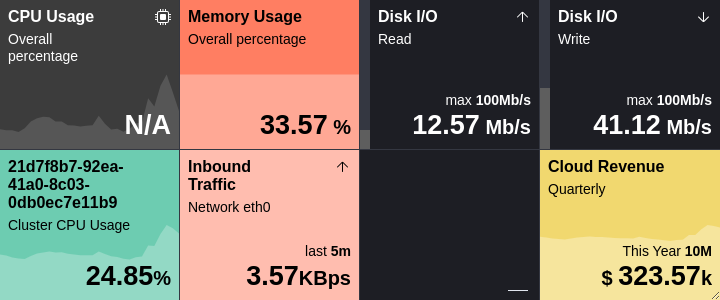 CPU Usage
Overall
percentage
N/A
Memory Usage
Overall percentage
33.57 %
Disk I/O
Read
max 100Mb/s
12.57 Mb/s
Disk I/O
Write
max 100Mb/s
41.12 Mb/s
21d7f8b7-92ea-
41a0-8c03-
0db0ec7e11b9
Cluster CPU Usage
24.85%
Inbound
Traffic
Network eth0
last 5m
3.57KBps
Cloud Revenue
Quarterly
This Year 10M
$ 323.57k